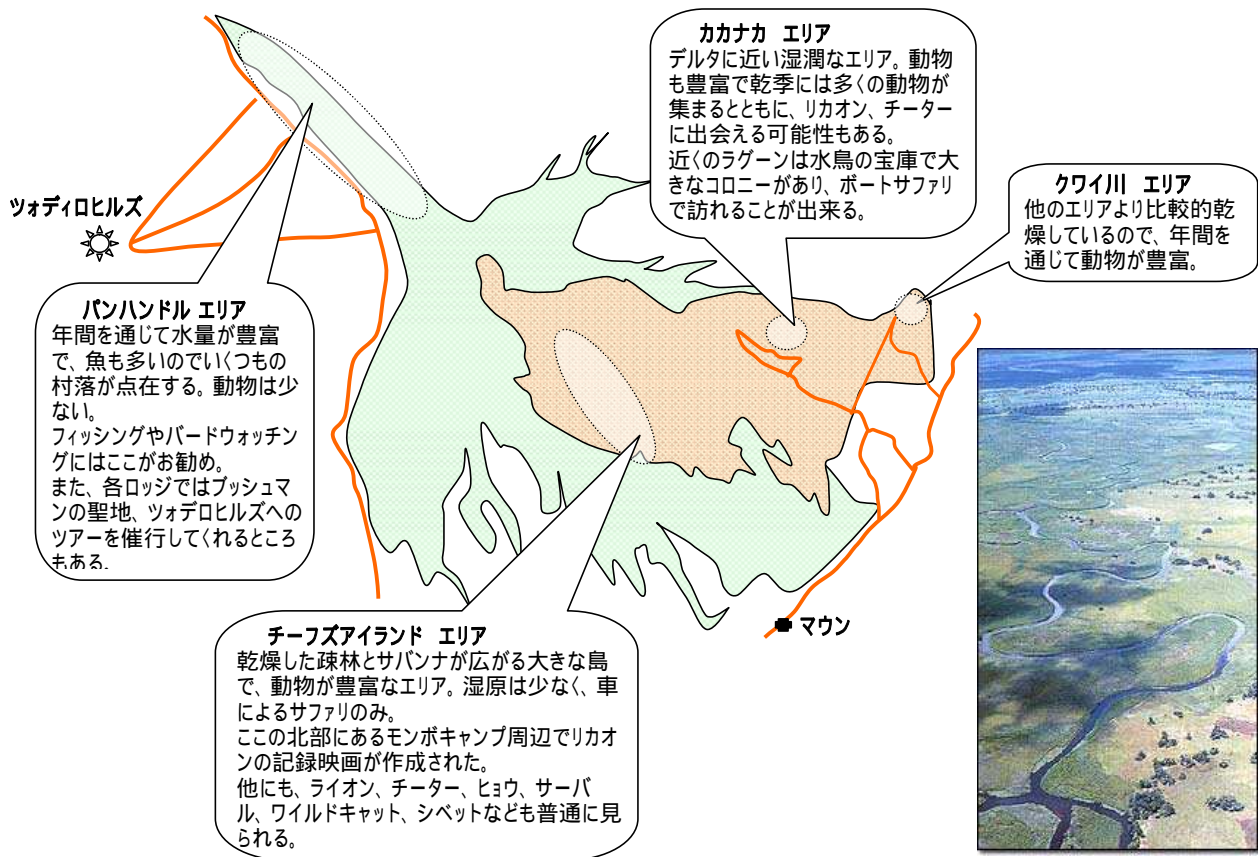 カカナカ エリア
デルタに近い湿潤なエリア。動物
も豊富で乾季には多くの動物が
集まるとともに、リカオン、チーター
に出会える可能性もある。
近くのラグーンは水鳥の宝庫で大
きなコロニーがあり、ボートサファリ
で訪れることが出来る。
クワイ川 エリア
他のエリアより比較的乾
燥しているので、年間を
通じて動物が豊富。
ツォディロヒルズ
パンハンドル エリア
年間を通じて水量が豊富
で、魚も多いのでいくつもの
村落が点在する。動物は少
ない。
フィッシングやバードウォッチン
グにはここがお勧め。
また、各ロッジではブッシュマ
ンの聖地、ツォデロヒルズへの
ツアーを催行してくれるところ
もある。
マウン
チーフズアイランド エリア
乾燥した疎林とサバンナが広がる大きな島
で、動物が豊富なエリア。湿原は少なく、車
によるサファリのみ。
ここの北部にあるモンボキャンプ周辺でリカオ
ンの記録映画が作成された。
他にも、ライオン、チーター、ヒョウ、サーバ
ル、ワイルドキャット、シベットなども普通に見
られる。